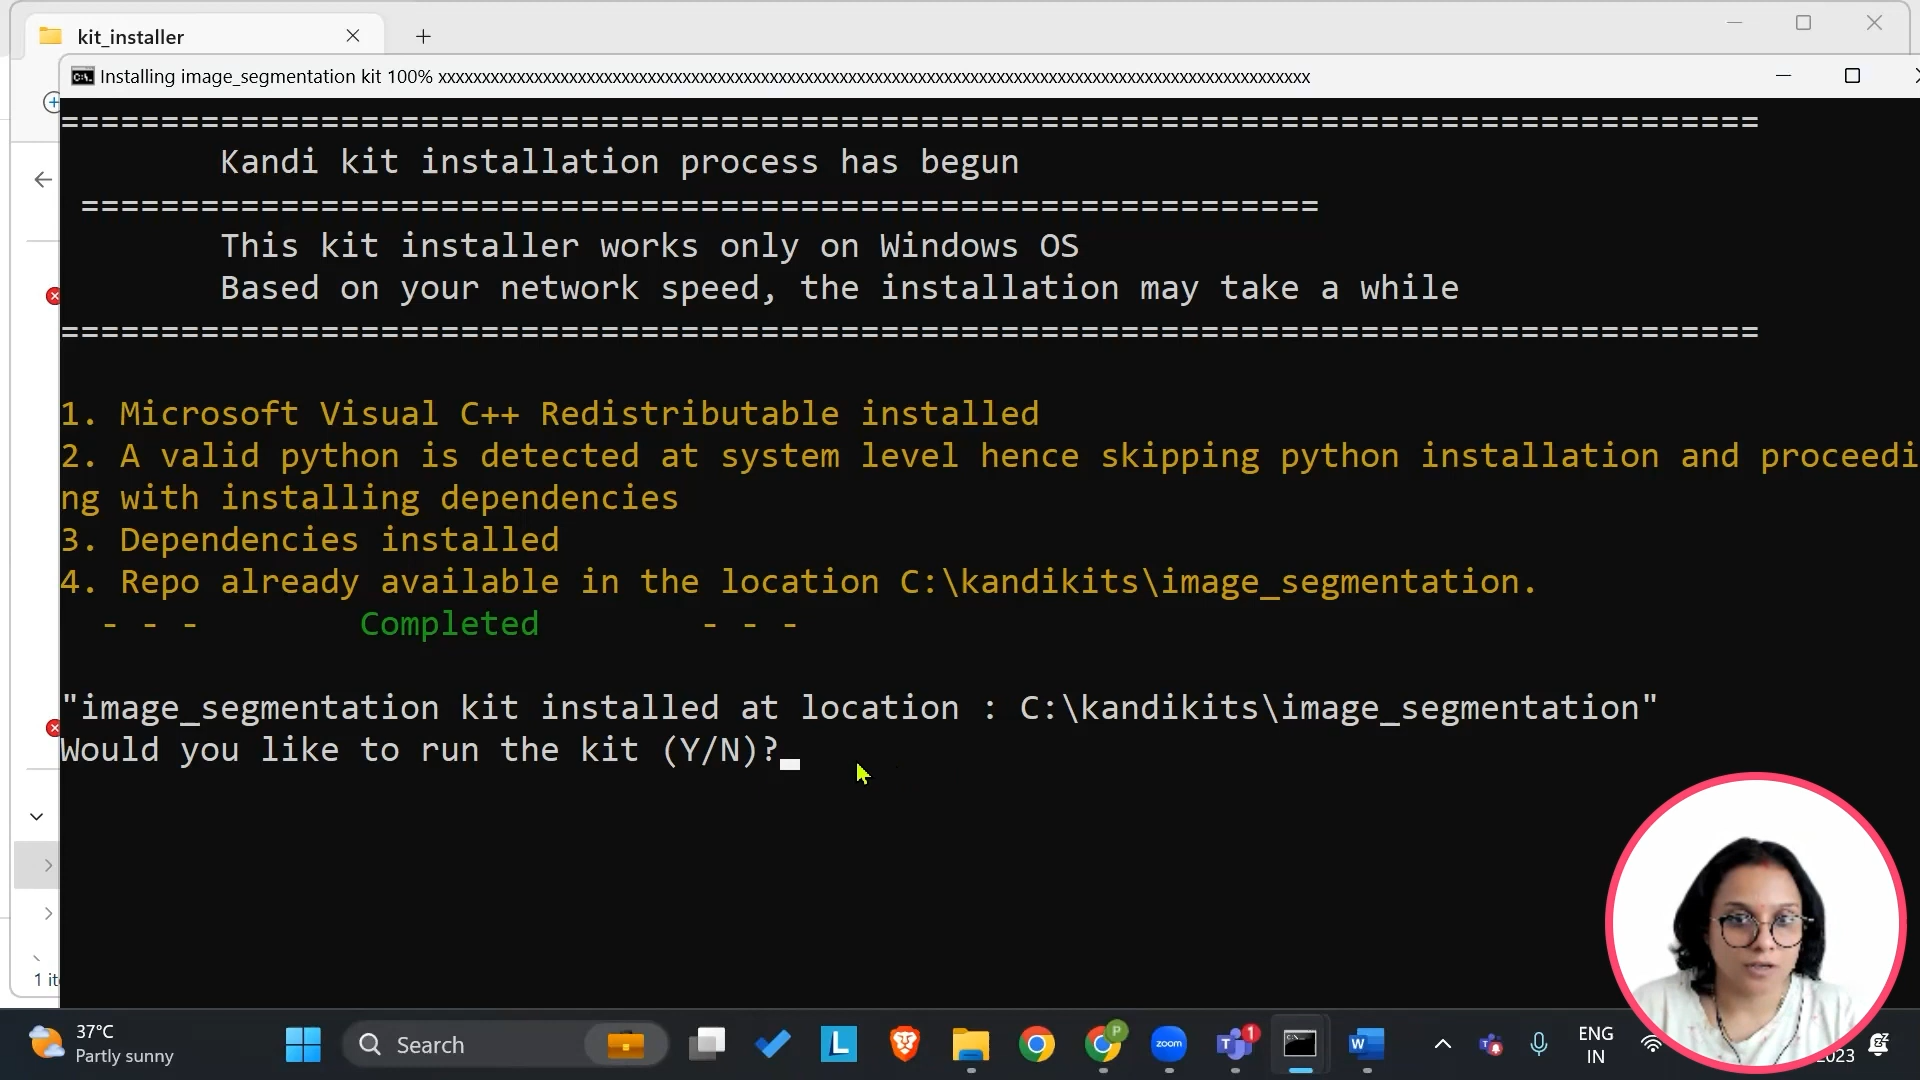 kit_installer
Installing image_segmentation kit 100% xxxxxxxxxxxxxxxxxxxxxxxxxxxxxxxxxxxxxxxxxxxxxxxxxxxxxxxxxxxxxxxxxxxxxxxxxxxxxxxxxxxxxxxxxxxxxxxxxxxx
=====================================================================================
Kandi kit installation process has begun
==============================================================
This kit installer works only on Windows OS
Based on your network speed, the installation may take a while
=====================================================================================
1. Microsoft Visual C++ Redistributable installed
2. A valid python is detected at system level hence skipping python installation and proceedi
ng with installing dependencies
3. Dependencies installed
4. Repo already available in the location C:\kandikits\image_segmentation.
- - - Completed - - -
"image_segmentation kit installed at location : C:\kandikits\image_segmentation"
Would you like to run the kit (Y/N)?
37°C
Partly sunny
Search
zoom
ENG
IN
2023